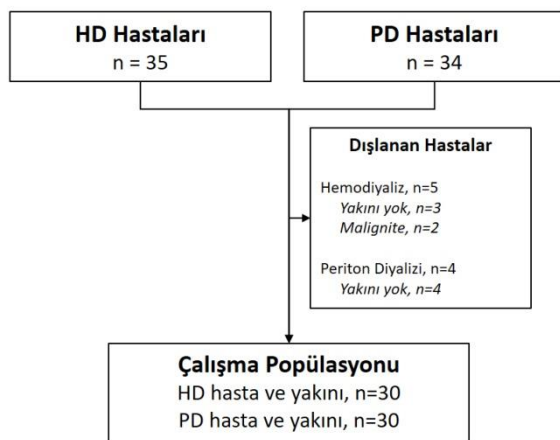 HD Hastaları
n = 35
PD Hastaları
n = 34
Dışlanan Hastalar
Hemodiyaliz, n=5
Yakını yok, n=3
Malignite, n=2
Periton Diyalizi, n=4
Yakını yok, n=4
Çalışma Popülasyonu
HD hasta ve yakını, n=30
PD hasta ve yakını, n=30